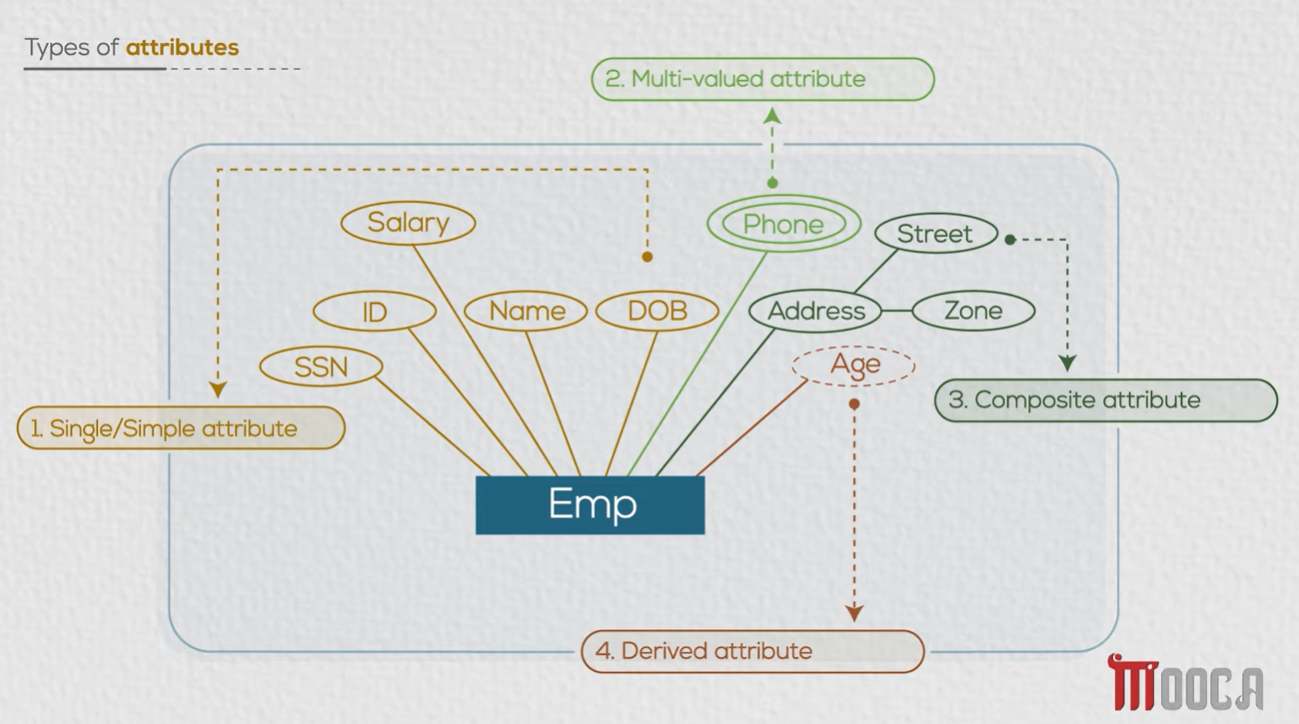 Types of attributes
2. Multi-valued attribute
Salary
Phone
Street
ID
Name
DOB
Address
Zone
SSN
Age
3. Composite attribute
1. Single/Simple attribute
Emp
4. Derived attribute
MOOCA